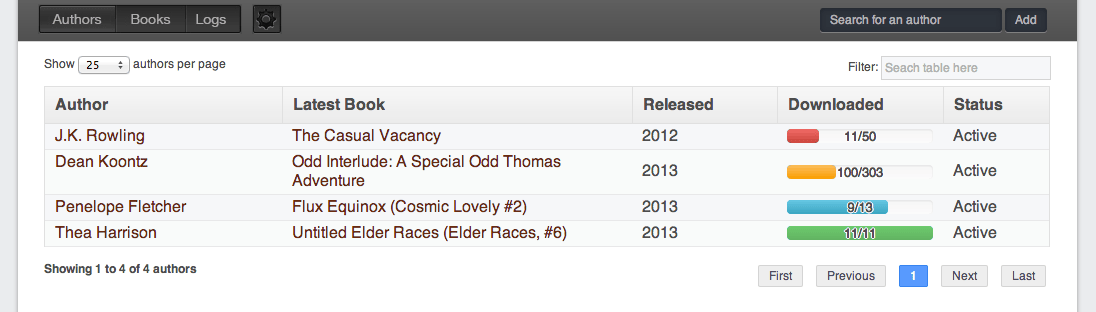 Authors Books Logs Search for an author Add
Show 25 authors per page Filter: Seach table here
Author Latest Book Released Downloaded Status
J.K. Rowling The Casual Vacancy 2012 11/50 Active
Dean Koontz Odd Interlude: A Special Odd Thomas 2013 100/303 Active
Adventure
Penelope Fletcher Flux Equinox (Cosmic Lovely #2) 2013 9/13 Active
Thea Harrison Untitled Elder Races (Elder Races, #6) 2013 11/11 Active
Showing 1 to 4 of 4 authors First Previous 1 Next Last